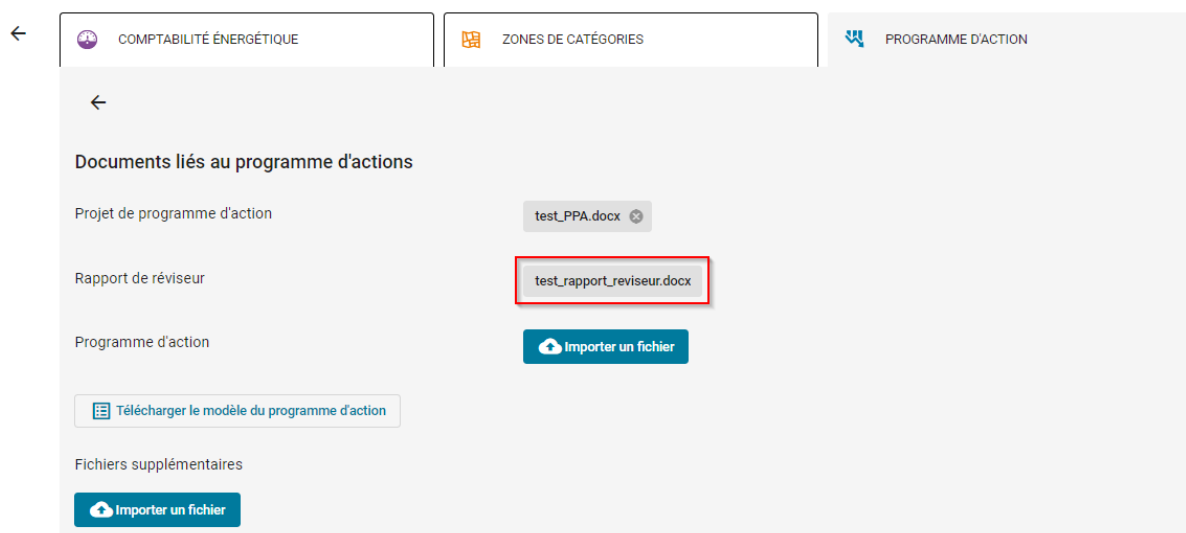 COMPTABILITÉ ÉNERGÉTIQUE
ZONES DE CATÉGORIES
PROGRAMME D'ACTION
Documents liés au programme d'actions
Projet de programme d'action
test_PPA.docx
Rapport de réviseur
test_rapport_reviseur.docx
Programme d'action
Importer un fichier
Télécharger le modèle du programme d'action
Fichiers supplémentaires
Importer un fichier